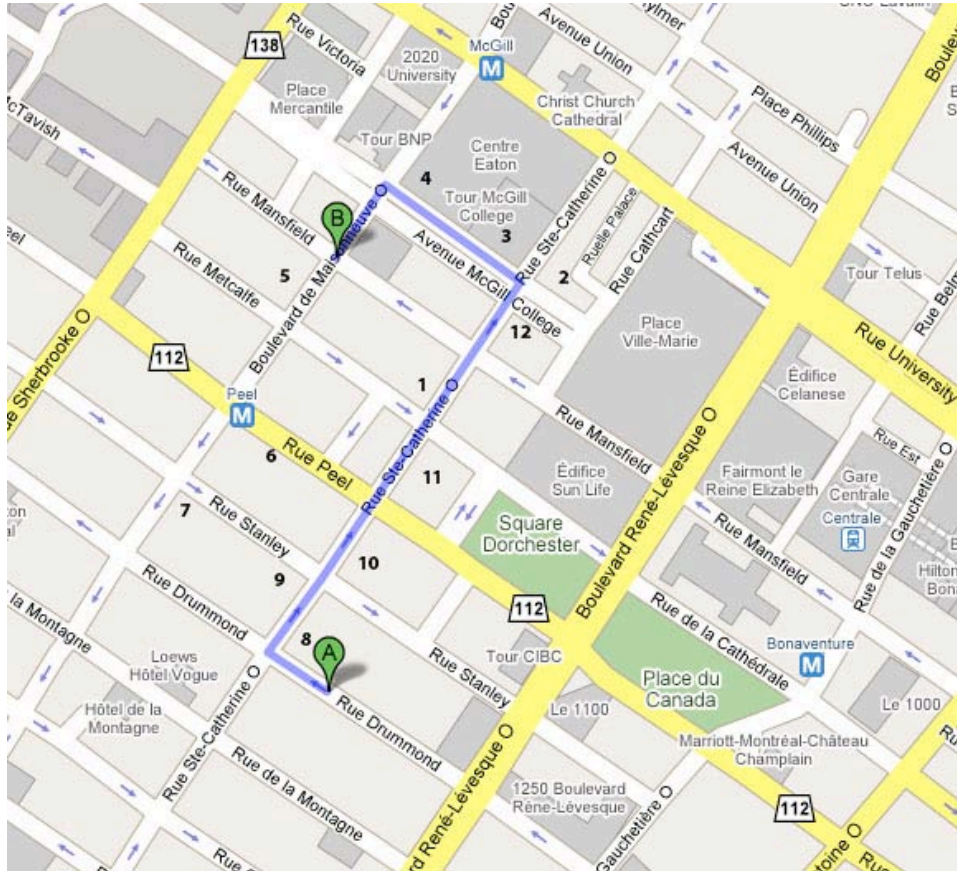 McGill
M
138
Rue Victoria
2020
University
Place
Mercantile
Avenue Union
Christ Church
Cathedral
Place Phillips
Avenue Union
McTavish
Tour BNP
Centre
Eaton
4
Tour McGill
College
3
Rue Mansfield
B
Avenue McGill College
Rue Ste-Catherine
Ruelle Palace
Rue Cathcart
2
5
Rue Metcalfe
Boulevard de Maisonneuve
Peel
112
Tour Telus
12
Place
Ville-Marie
Rue University
Édifice
Celanese
Peel
M
1
Rue Ste-Catherine
6
Rue Peel
11
Édifice
Sun Life
Rue Mansfield
Boulevard René-Lévesque
Fairmont le
Reine Elizabeth
Rue Est
Gare
Centrale
Centrale
7
Rue Stanley
Square
Dorchester
Rue Mansfield
Rue de la Gauchetière
10
9
Rue Drummond
112
Rue de la Cathédrale
8
A
Loews
Hôtel Vogue
Tour CIBC
Rue Stanley
Bonaventure
M
Place du
Canada
de la Montagne
Hôtel de la
Montagne
Rue Ste-Catherine
Rue Drummond
Le 1100
Le 1000
Marriott-Montréal-Château
Champlain
Rue de la Montagne
1250 Boulevard
Réne-Lévesque
Gauchetière
112